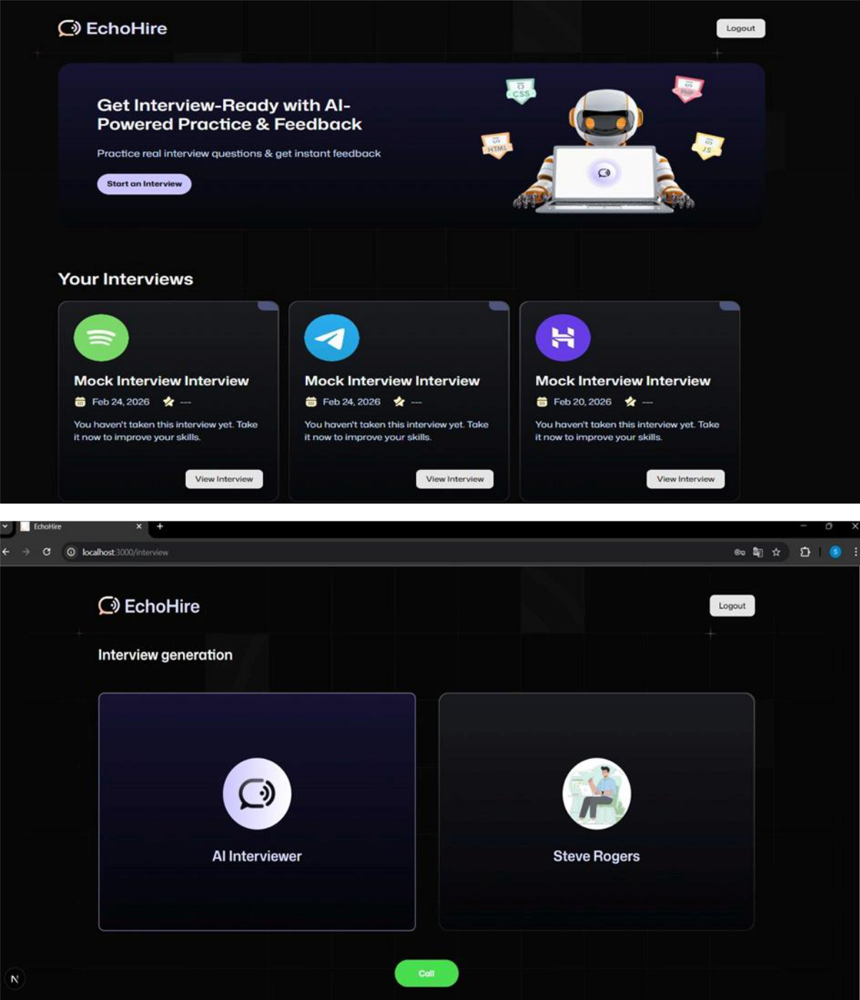 EchoHire
Logout
Get Interview-Ready with AI-
Powered Practice & Feedback
Practice real interview questions & get instant feedback
Start an Interview
CSS
PHP
HTML
JS
Your Interviews
Mock Interview Interview
Feb 24, 2026 ---
You haven't taken this interview yet. Take
it now to improve your skills.
View Interview
Mock Interview Interview
Feb 24, 2026 ---
You haven't taken this interview yet. Take
it now to improve your skills.
View Interview
Mock Interview Interview
Feb 20, 2026 ---
You haven't taken this interview yet. Take
it now to improve your skills.
View Interview
EchoHire
localhost:3000/interview
S
EchoHire
Logout
Interview generation
AI Interviewer
Steve Rogers
Call
N